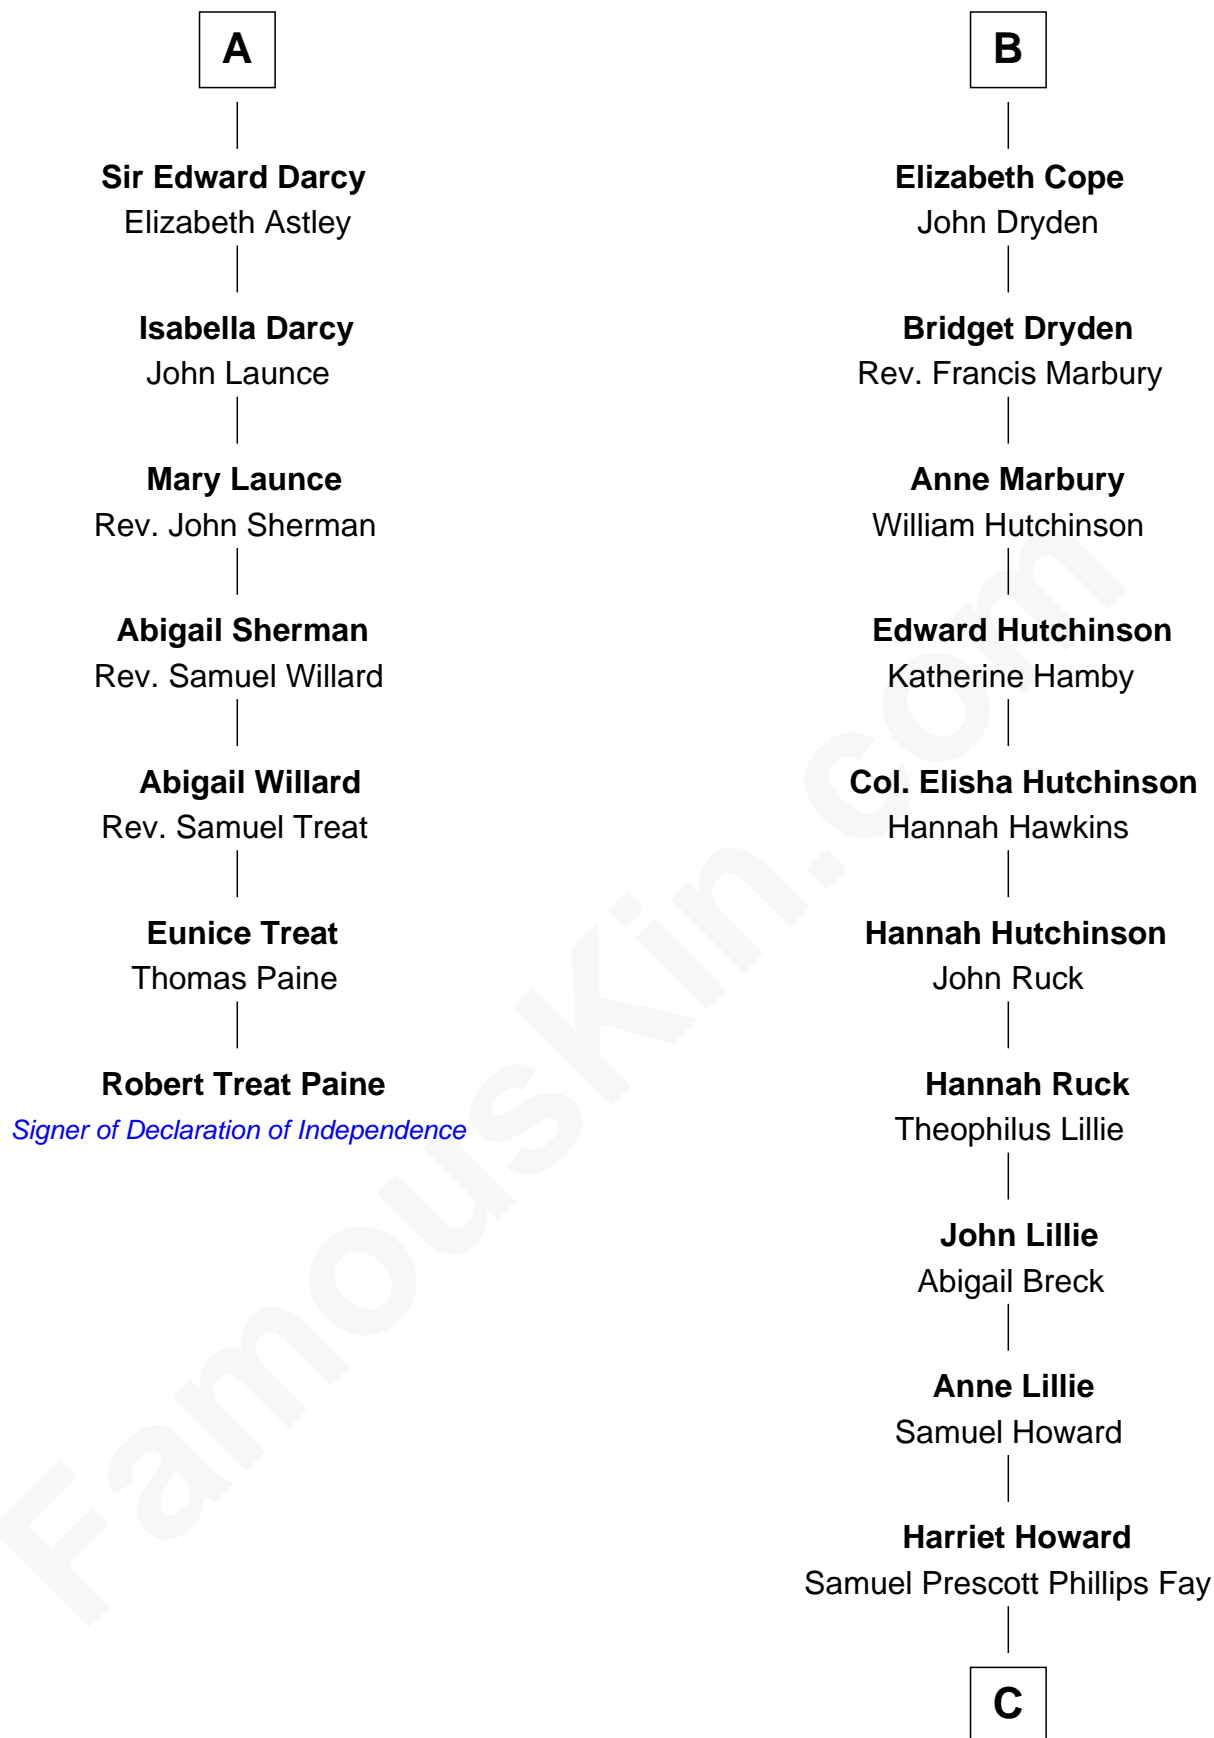 A
Sir Edward Darcy
Elizabeth Astley
Isabella Darcy
John Launce
Mary Launce
Rev. John Sherman
Abigail Sherman
Rev. Samuel Willard
Abigail Willard
Rev. Samuel Treat
Eunice Treat
Thomas Paine
Robert Treat Paine
Signer of Declaration of Independence
B
Elizabeth Cope
John Dryden
Bridget Dryden
Rev. Francis Marbury
Anne Marbury
William Hutchinson
Edward Hutchinson
Katherine Hamby
Col. Elisha Hutchinson
Hannah Hawkins
Hannah Hutchinson
John Ruck
Hannah Ruck
Theophilus Lillie
John Lillie
Abigail Breck
Anne Lillie
Samuel Howard
Harriet Howard
Samuel Prescott Phillips Fay
C
FamousKin.com